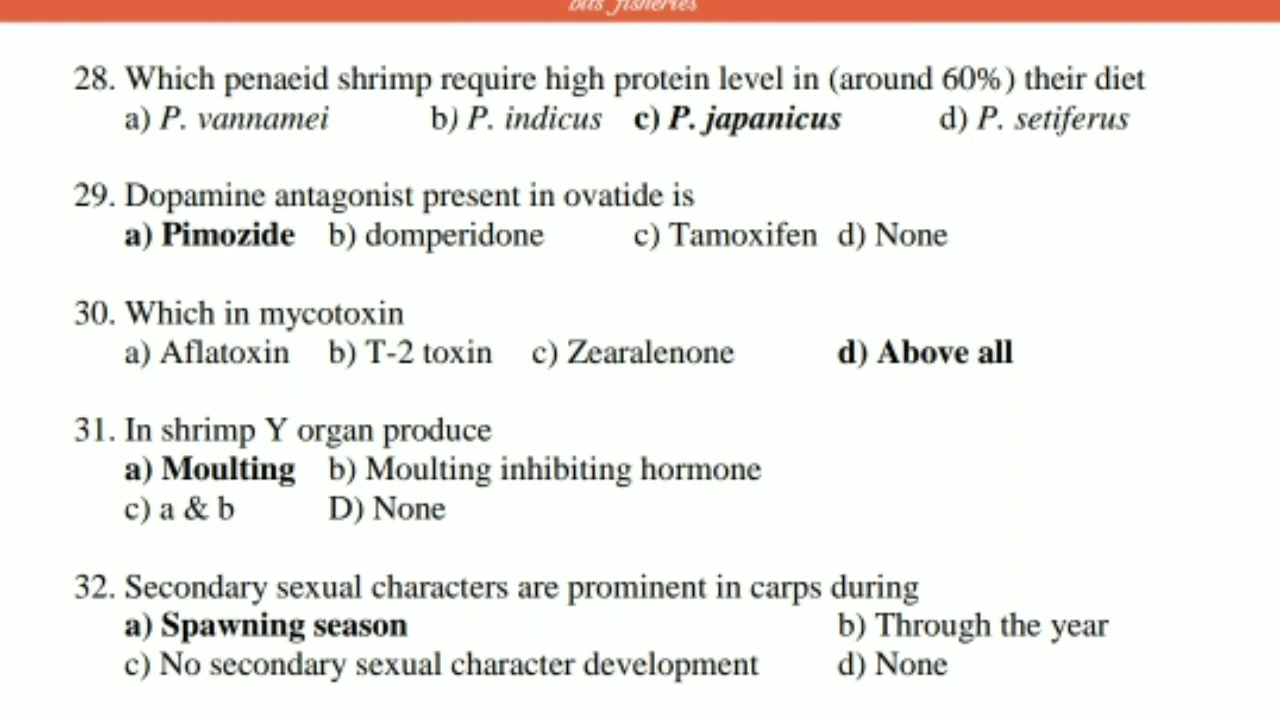 bits fisheries
28. Which penaeid shrimp require high protein level in (around 60%) their diet
a) P. vannamei b) P. indicus c) P. japanicus d) P. setiferus
29. Dopamine antagonist present in ovatide is
a) Pimozide b) domperidone c) Tamoxifen d) None
30. Which in mycotoxin
a) Aflatoxin b) T-2 toxin c) Zearalenone d) Above all
31. In shrimp Y organ produce
a) Moulting b) Moulting inhibiting hormone
c) a & b D) None
32. Secondary sexual characters are prominent in carps during
a) Spawning season b) Through the year
c) No secondary sexual character development d) None